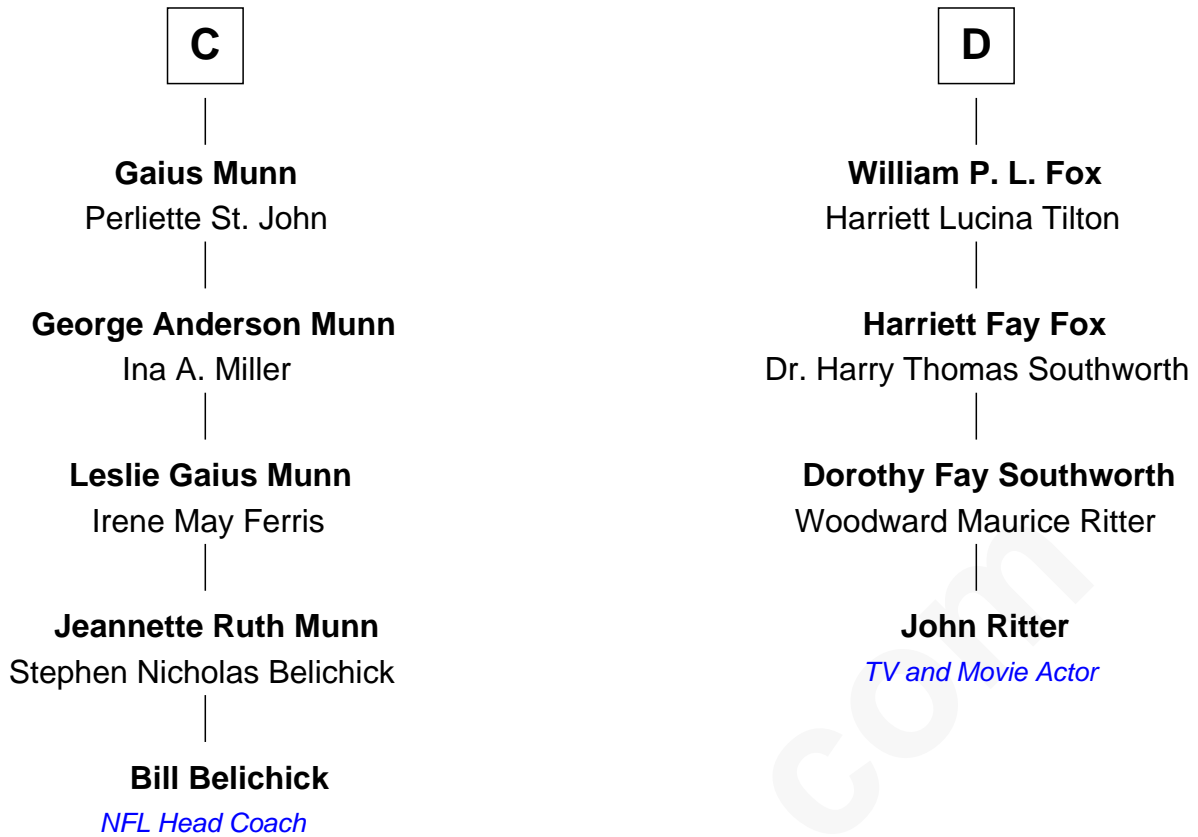 C
Gaius Munn
Perliette St. John
George Anderson Munn
Ina A. Miller
Leslie Gaius Munn
Irene May Ferris
Jeannette Ruth Munn
Stephen Nicholas Belichick
Bill Belichick
NFL Head Coach
D
William P. L. Fox
Harriett Lucina Tilton
Harriett Fay Fox
Dr. Harry Thomas Southworth
Dorothy Fay Southworth
Woodward Maurice Ritter
John Ritter
TV and Movie Actor
com